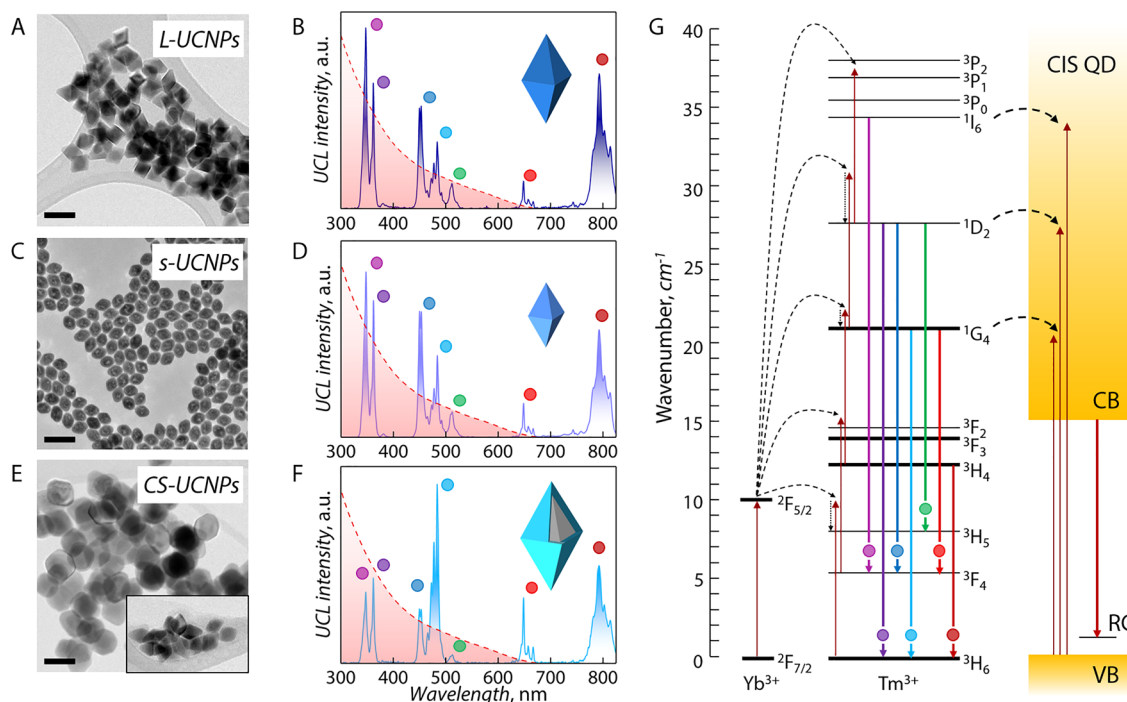 A
L-UCNPs
B
UCL intensity, a.u.
300 400 500 600 700 800
C
s-UCNPs
D
UCL intensity, a.u.
300 400 500 600 700 800
E
CS-UCNPs
F
UCL intensity, a.u.
300 400 500 600 700 800
Wavelength, nm
G
Wavenumber, cm⁻¹
40
35
30
25
20
15
10
5
0
³P₂
³P₁
³P₀
¹I₆
¹D₂
¹G₄
³F₂
³F₃
³H₄
³H₅
³F₄
³H₆
²F₅/₂
²F₇/₂
Yb³⁺
Tm³⁺
CIS QD
CB
VB